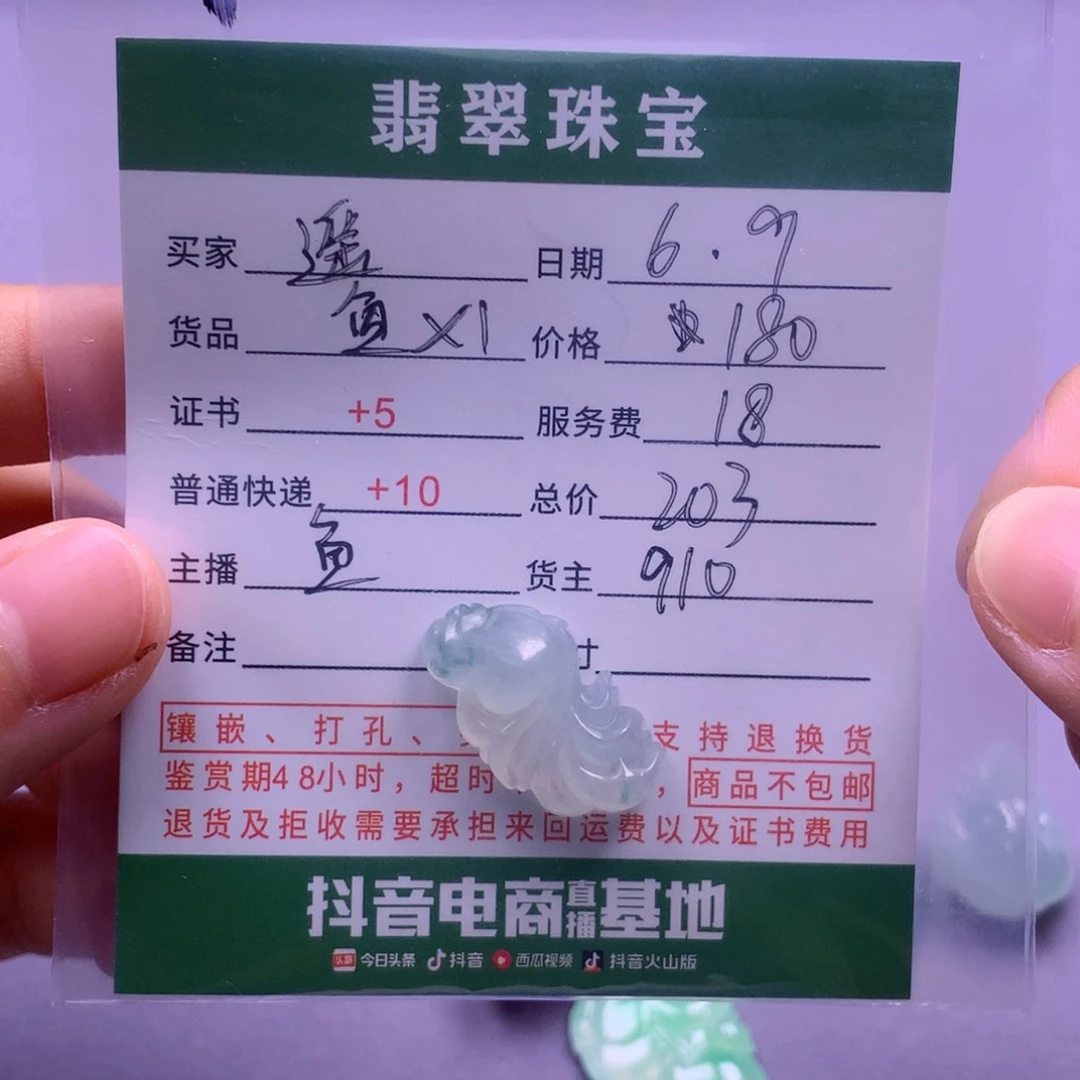 翡翠珠宝
买家 遥 日期 6.9
货品 鱼 X1 价格 180
证书 +5 服务费 18
普通快递 +10 总价 203
主播 鱼 货主 910
备注 寸
镶嵌、打孔、 支持退换货
鉴赏期48小时，超时 ，商品不包邮
退货及拒收需要承担来回运费以及证书费用
抖音电商直播基地
头条 今日头条 抖音 西瓜视频 抖音火山版